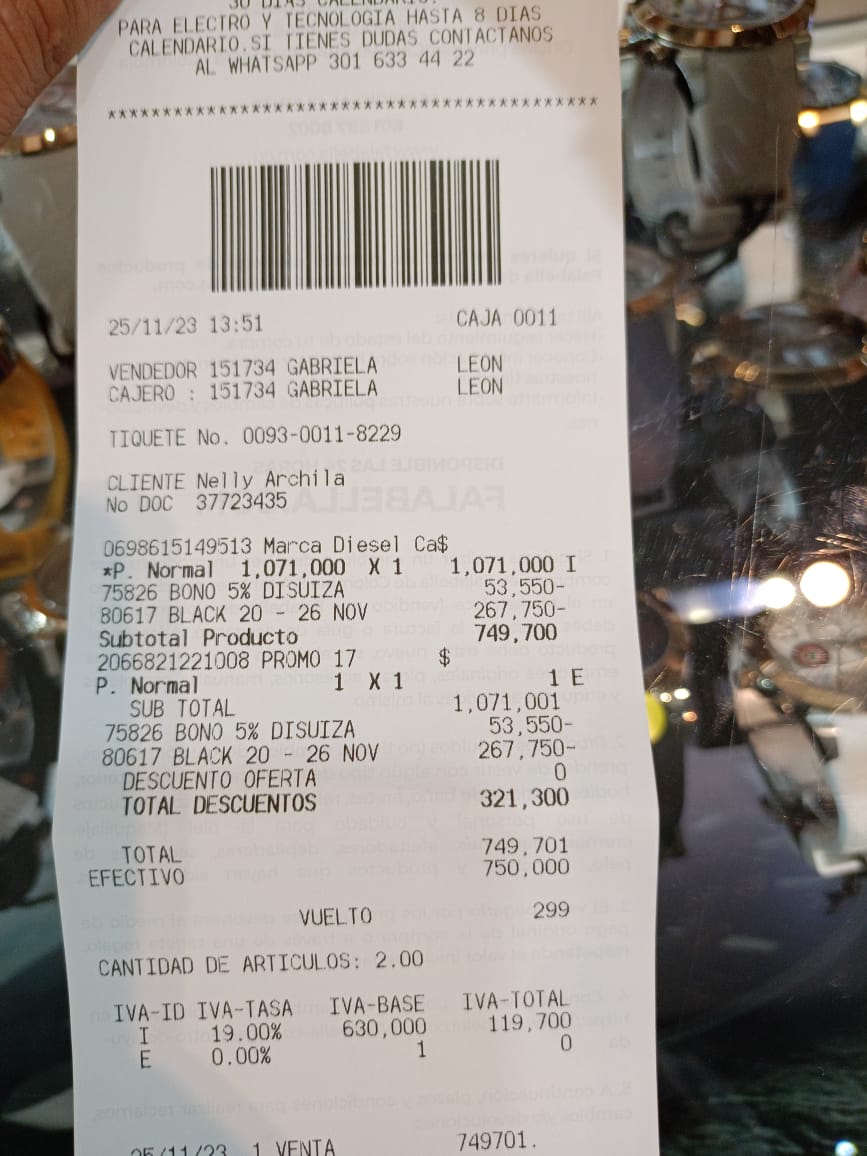 30 DIAS CALENDARIO.
PARA ELECTRO Y TECNOLOGIA HASTA 8 DIAS
CALENDARIO.SI TIENES DUDAS CONTACTANOS
AL WHATSAPP 301 633 44 22
*********************************************
25/11/23 13:51 CAJA 0011
VENDEDOR 151734 GABRIELA LEON
CAJERO : 151734 GABRIELA LEON
TIQUETE No. 0093-0011-8229
CLIENTE Nelly Archila
No DOC 37723435
0698615149513 Marca Diesel Ca$
*P. Normal 1,071,000 X 1 1,071,000 I
75826 BONO 5% DISUIZA 53,550-
80617 BLACK 20 - 26 NOV 267,750-
Subtotal Producto 749,700
2066821221008 PROMO 17 $
P. Normal 1 X 1 1 E
SUB TOTAL 1,071,001
75826 BONO 5% DISUIZA 53,550-
80617 BLACK 20 - 26 NOV 267,750-
DESCUENTO OFERTA 0
TOTAL DESCUENTOS 321,300
TOTAL 749,701
EFECTIVO 750,000
VUELTO 299
CANTIDAD DE ARTICULOS: 2.00
IVA-ID IVA-TASA IVA-BASE IVA-TOTAL
I 19.00% 630,000 119,700
E 0.00% 1 0
25/11/23 1 VENTA 749701.